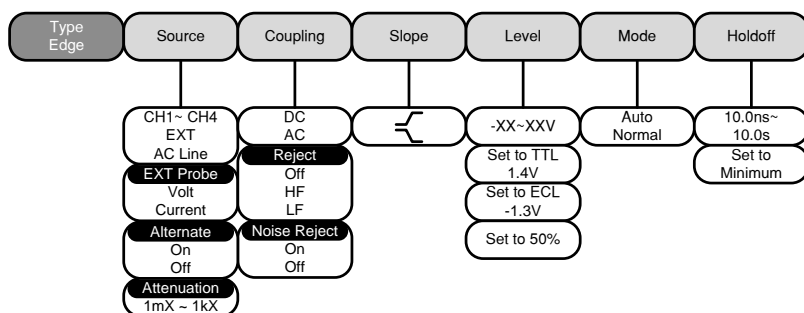 Type
Edge
Source
Coupling
Slope
Level
Mode
Holdoff
CH1~ CH4
EXT
AC Line
EXT Probe
Volt
Current
Alternate
On
Off
Attenuation
1mX ~ 1kX
DC
AC
Reject
Off
HF
LF
Noise Reject
On
Off
-XX~XXV
Set to TTL
1.4V
Set to ECL
-1.3V
Set to 50%
Auto
Normal
10.0ns~
10.0s
Set to
Minimum